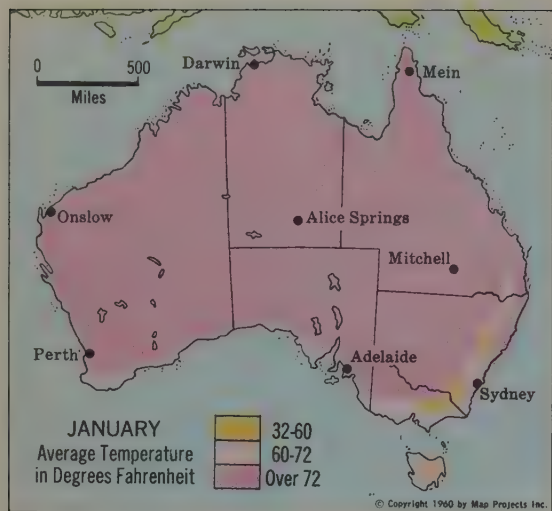 Darwin
Mein
0 500
Miles
Onslow
Alice Springs
Mitchell
Perth
Adelaide
Sydney
JANUARY
Average Temperature
in Degrees Fahrenheit
32-60
60-72
Over 72
© Copyright 1960 by Map Projects Inc.